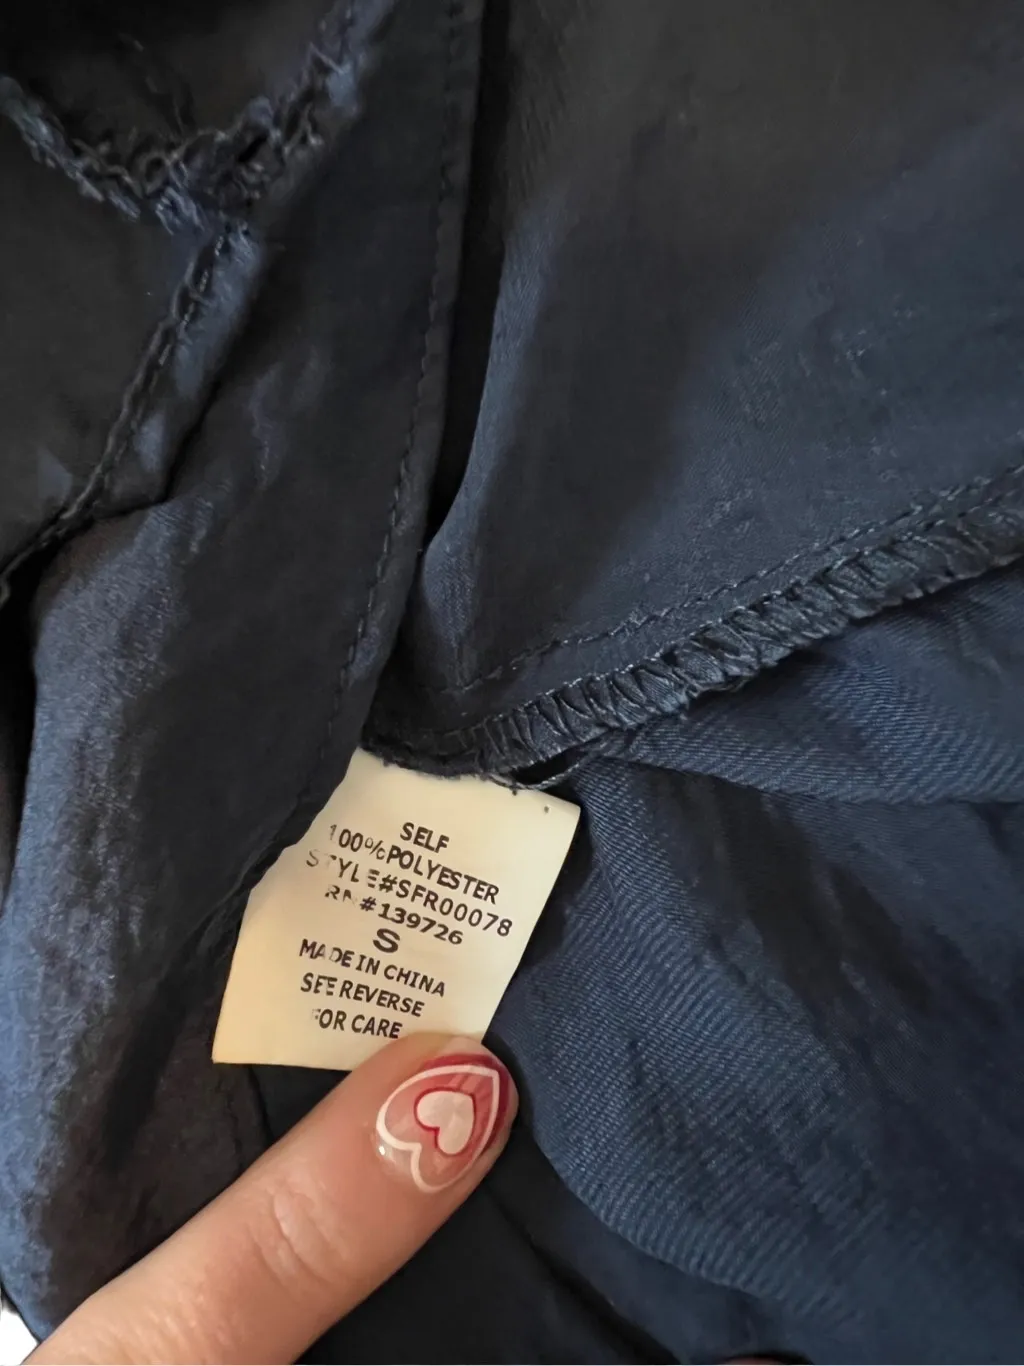 SELF
100%POLYESTER
STYLE#SFR00078
RN#139726
S
MADE IN CHINA
SEE REVERSE
FOR CARE